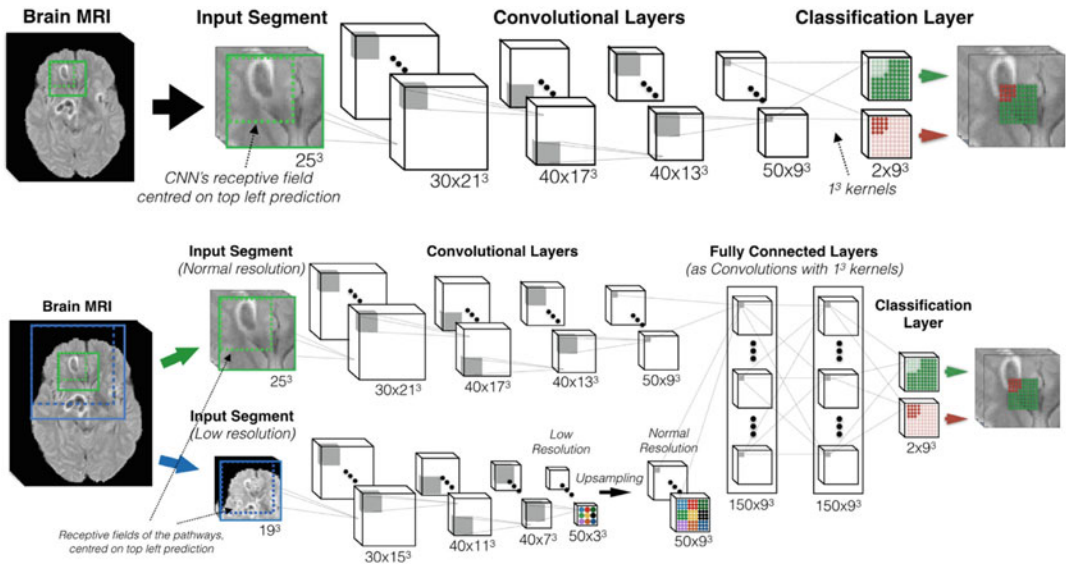 Brain MRI
Input Segment
Convolutional Layers
Classification Layer
25³
CNN's receptive field
centred on top left prediction
30x21³
40x17³
40x13³
50x9³
2x9³
1³ kernels
Input Segment
(Normal resolution)
Convolutional Layers
Fully Connected Layers
(as Convolutions with 1³ kernels)
Brain MRI
Classification
Layer
25³
30x21³
40x17³
40x13³
50x9³
Input Segment
(Low resolution)
Low
Resolution
Upsampling
Normal
Resolution
2x9³
Receptive fields of the pathways,
centred on top left prediction
19³
30x15³
40x11³
40x7³
50x3³
50x9³
150x9³
150x9³